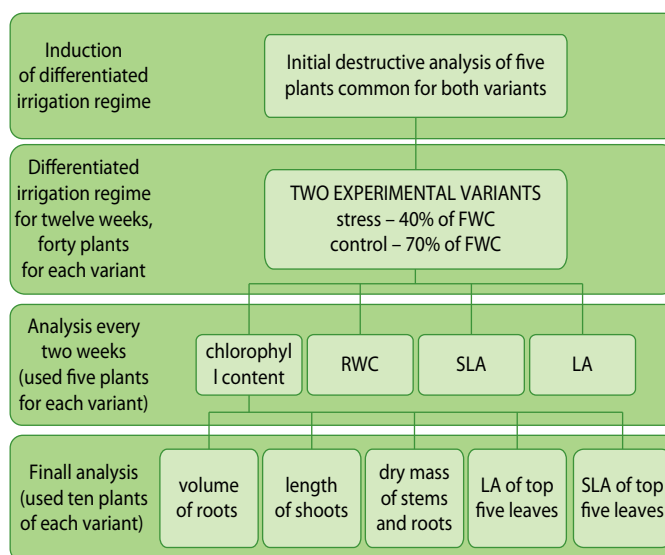 Induction
of differentiated
irrigation regime
Initial destructive analysis of five
plants common for both variants
Differentiated
irrigation regime
for twelve weeks,
forty plants
for each variant
TWO EXPERIMENTAL VARIANTS
stress – 40% of FWC
control – 70% of FWC
Analysis every
two weeks
(used five plants
for each variant)
chlorophyl
l content
RWC
SLA
LA
Finall analysis
(used ten plants
of each variant)
volume
of roots
length
of shoots
dry mass
of stems
and roots
LA of top
five leaves
SLA of top
five leaves